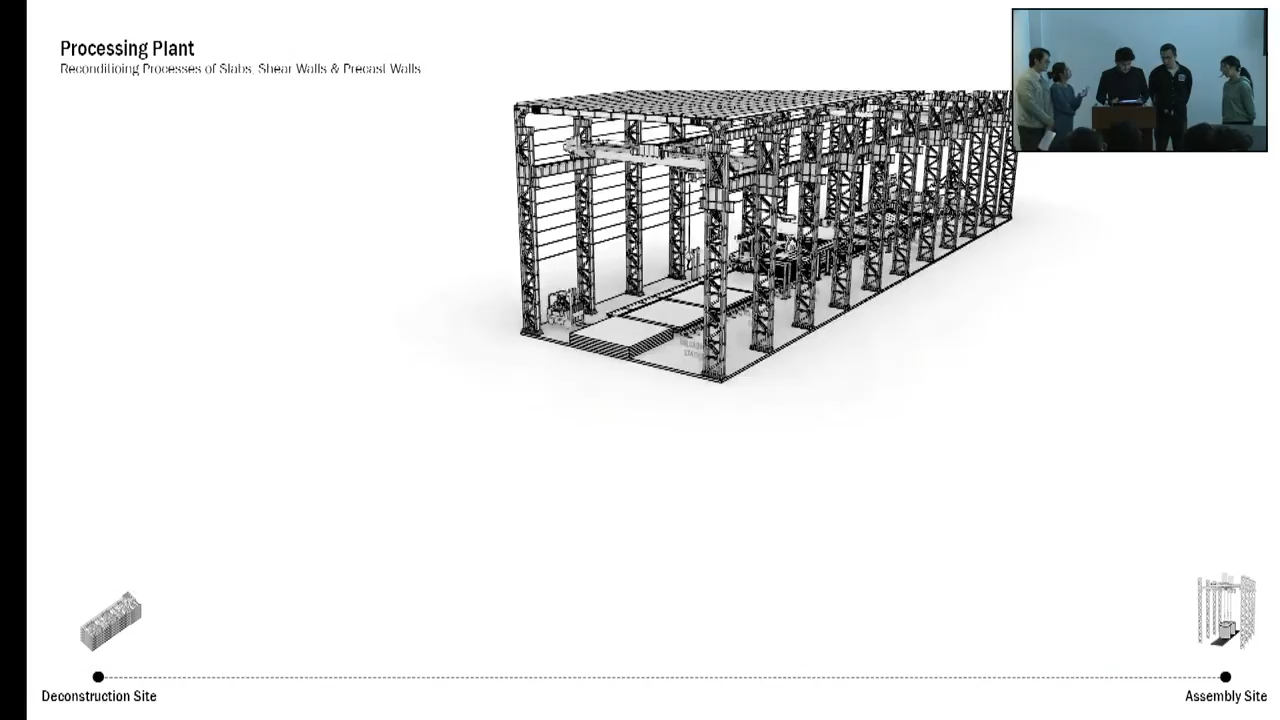 Processing Plant
Reconditioing Processes of Slabs, Shear Walls & Precast Walls
Deconstruction Site
Assembly Site